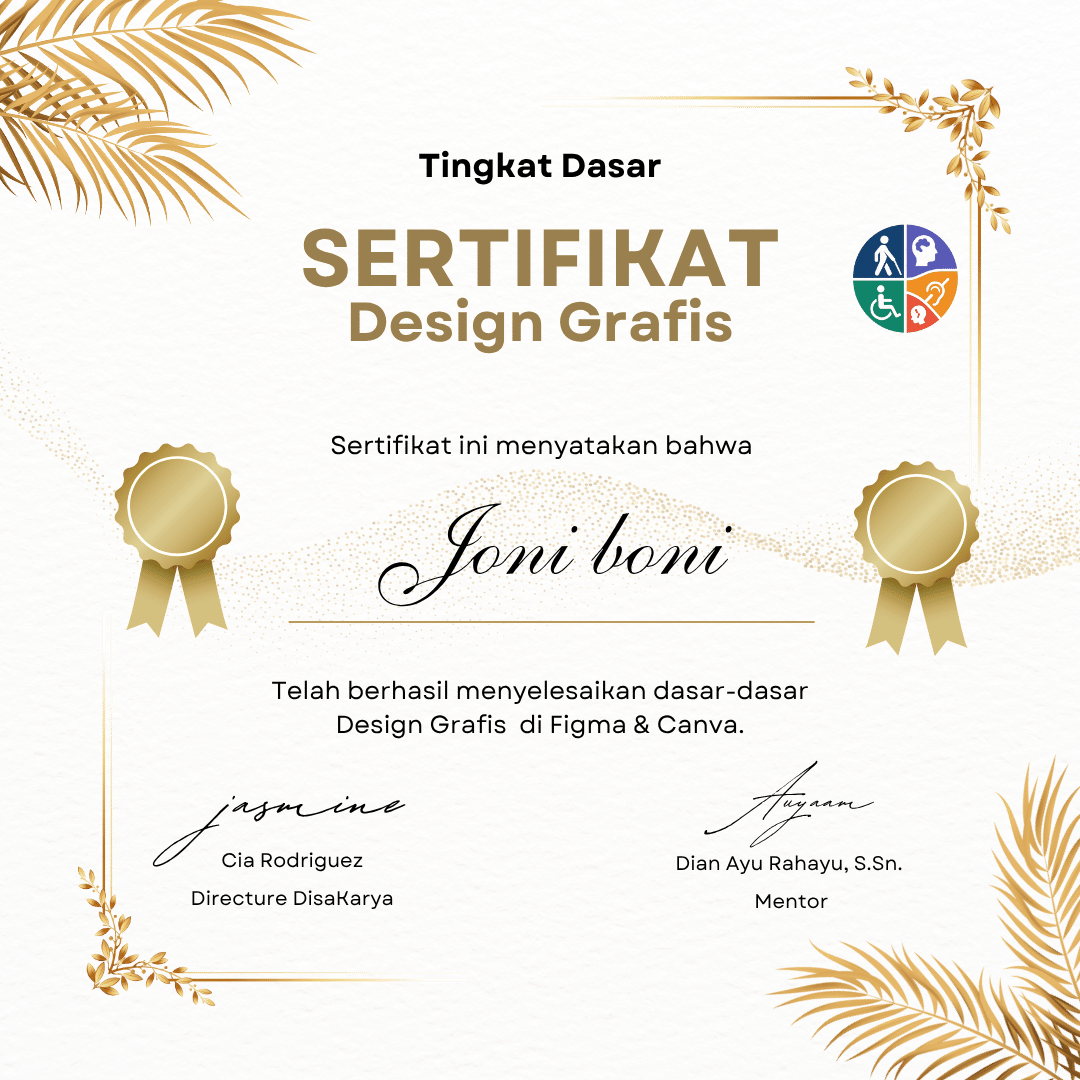 Tingkat Dasar
SERTIFIKAT
Design Grafis
Sertifikat ini menyatakan bahwa
Joni boni
Telah berhasil menyelesaikan dasar-dasar
Design Grafis di Figma & Canva.
jasmine
Auyaam
Cia Rodriguez
Dian Ayu Rahayu, S.Sn.
Directure DisaKarya
Mentor